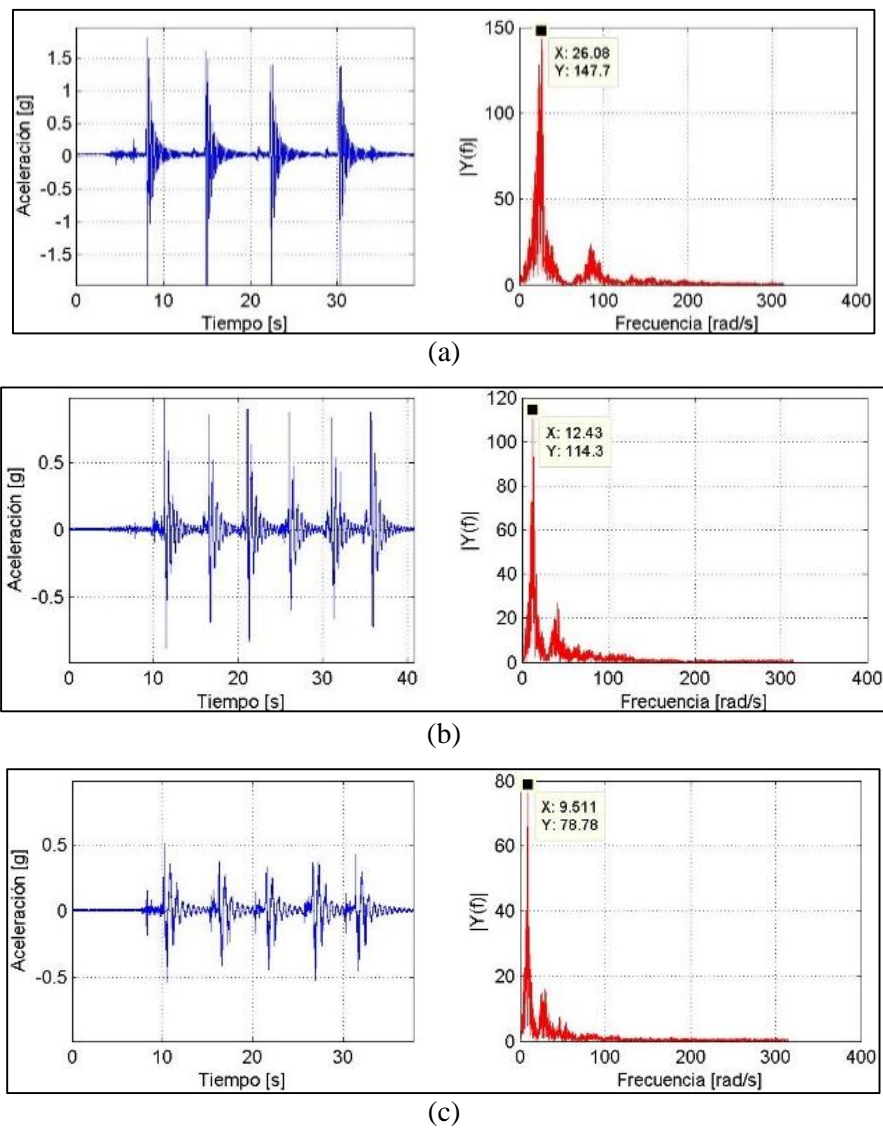 Aceleración [g]
1.5
1
0.5
0
-0.5
-1
-1.5
0 10 20 30
Tiempo [s]
|Y(f)|
150
100
50
0
X: 26.08
Y: 147.7
0 100 200 300 400
Frecuencia [rad/s]
(a)
Aceleración [g]
0.5
0
-0.5
0 10 20 30 40
Tiempo [s]
|Y(f)|
120
100
80
60
40
20
0
X: 12.43
Y: 114.3
0 100 200 300 400
Frecuencia [rad/s]
(b)
Aceleración [g]
0.5
0
-0.5
0 10 20 30
Tiempo [s]
|Y(f)|
80
60
40
20
0
X: 9.511
Y: 78.78
0 100 200 300 400
Frecuencia [rad/s]
(c)